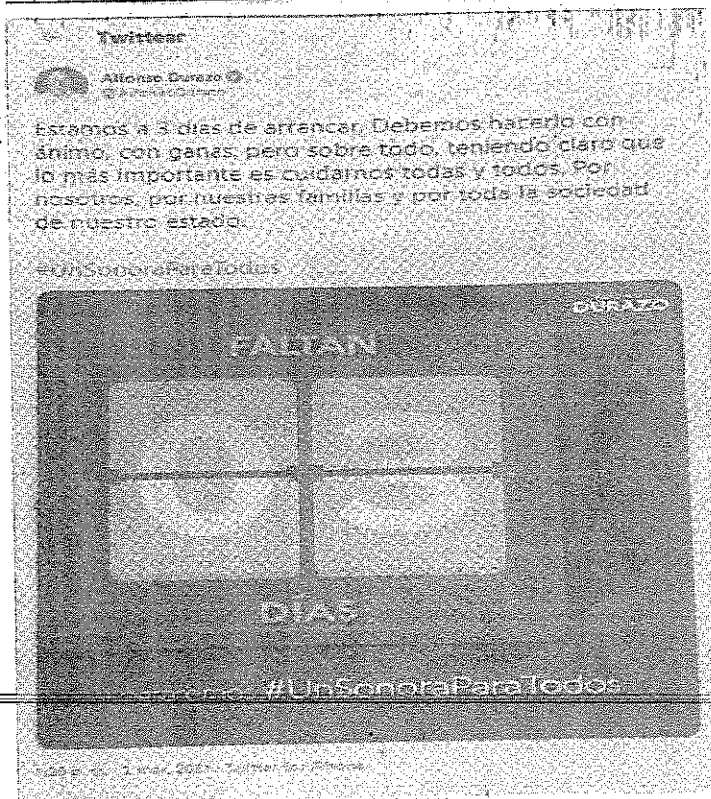 Twittear
Alfonso Durazo
@AlfonsoDurazo
Estamos a 3 días de arrancar. Debemos hacerlo con
ánimo, con ganas, pero sobre todo, teniendo claro que
lo más importante es cuidarnos todas y todos. Por
nosotros, por nuestras familias y por toda la sociedad
de nuestro estado.
#UnSonoraParaTodos
DURAZO
FALTAN
03
DÍAS
#UnSonoraParaTodos